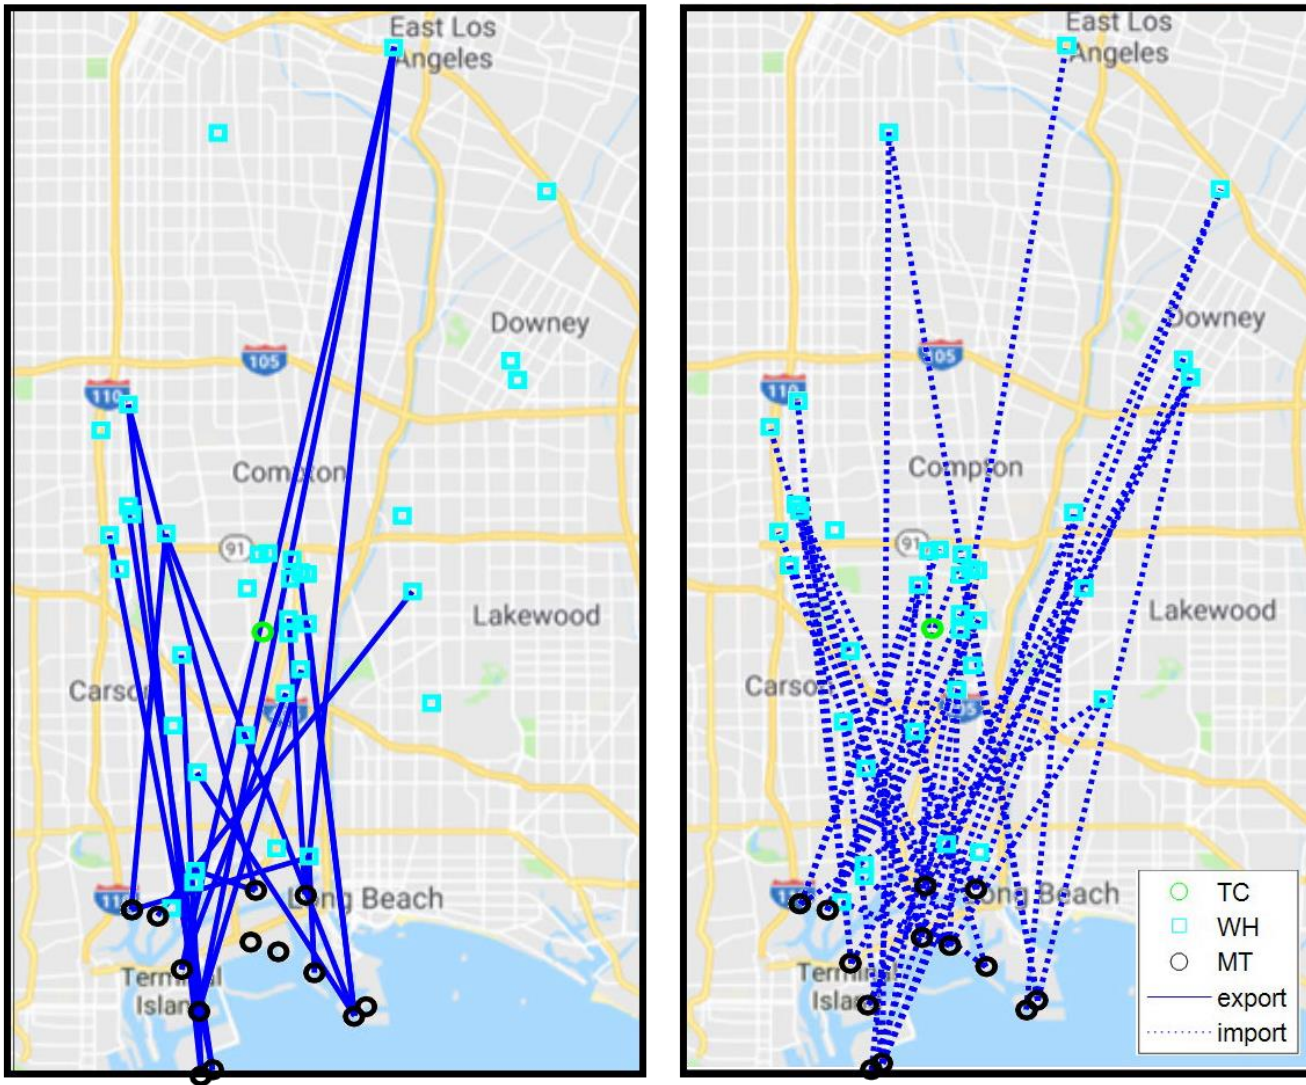 East Los
Angeles
Downey
105
110
Compton
91
Lakewood
Carson
Long Beach
Terminal
Island
East Los
Angeles
Downey
105
110
Compton
91
Lakewood
Carson
Long Beach
Terminal
Island
TC
WH
MT
export
import